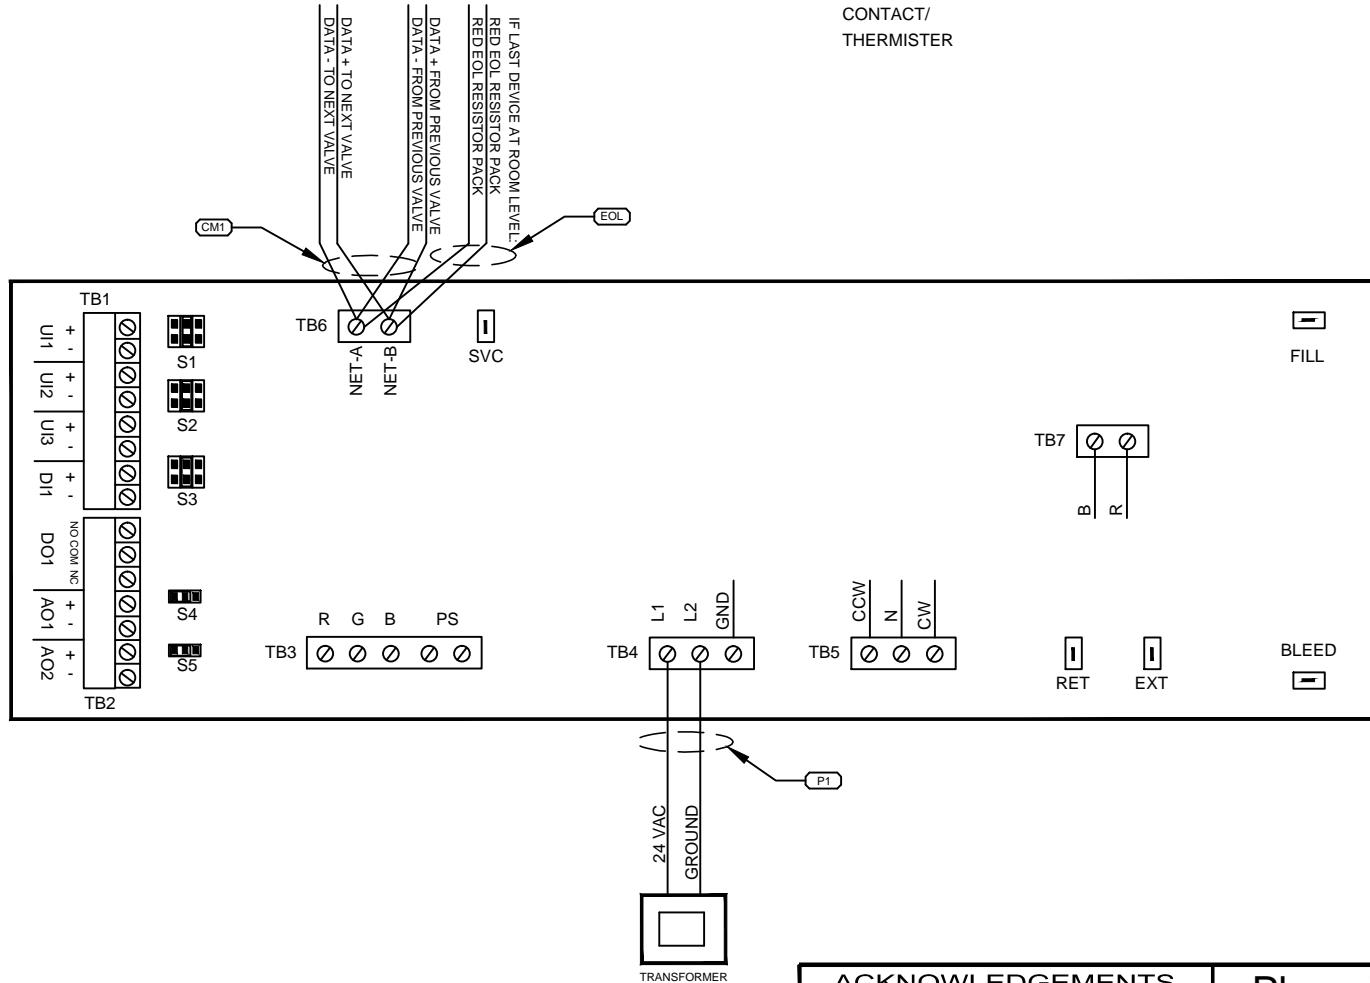 CONTACT/
THERMISTER
DATA - TO NEXT VALVE
DATA + TO NEXT VALVE
DATA - FROM PREVIOUS VALVE
DATA + FROM PREVIOUS VALVE
RED EOL RESISTOR PACK
RED EOL RESISTOR PACK
IF LAST DEVICE AT ROOM LEVEL:
CM1
EOL
TB1
UI1 + -
UI2 + -
UI3 + -
DI1 + -
S1
S2
S3
TB6
NET-A
NET-B
SVC
FILL
TB7
B
R
DO1 NO COM NC
AO1 + -
AO2 + -
TB2
S4
S5
R G B PS
TB3
L1
L2
GND
TB4
CCW
N
CW
TB5
RET
EXT
BLEED
P1
24 VAC
GROUND
TRANSFORMER
ACKNOWLEDGEMENTS